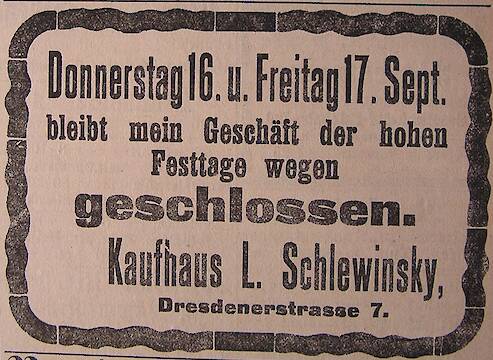 Donnerstag 16. u. Freitag 17. Sept.
bleibt mein Geschäft der hohen
Festtage wegen
geschlossen.
Kaufhaus L. Schlewinsky,
Dresdenerstrasse 7.